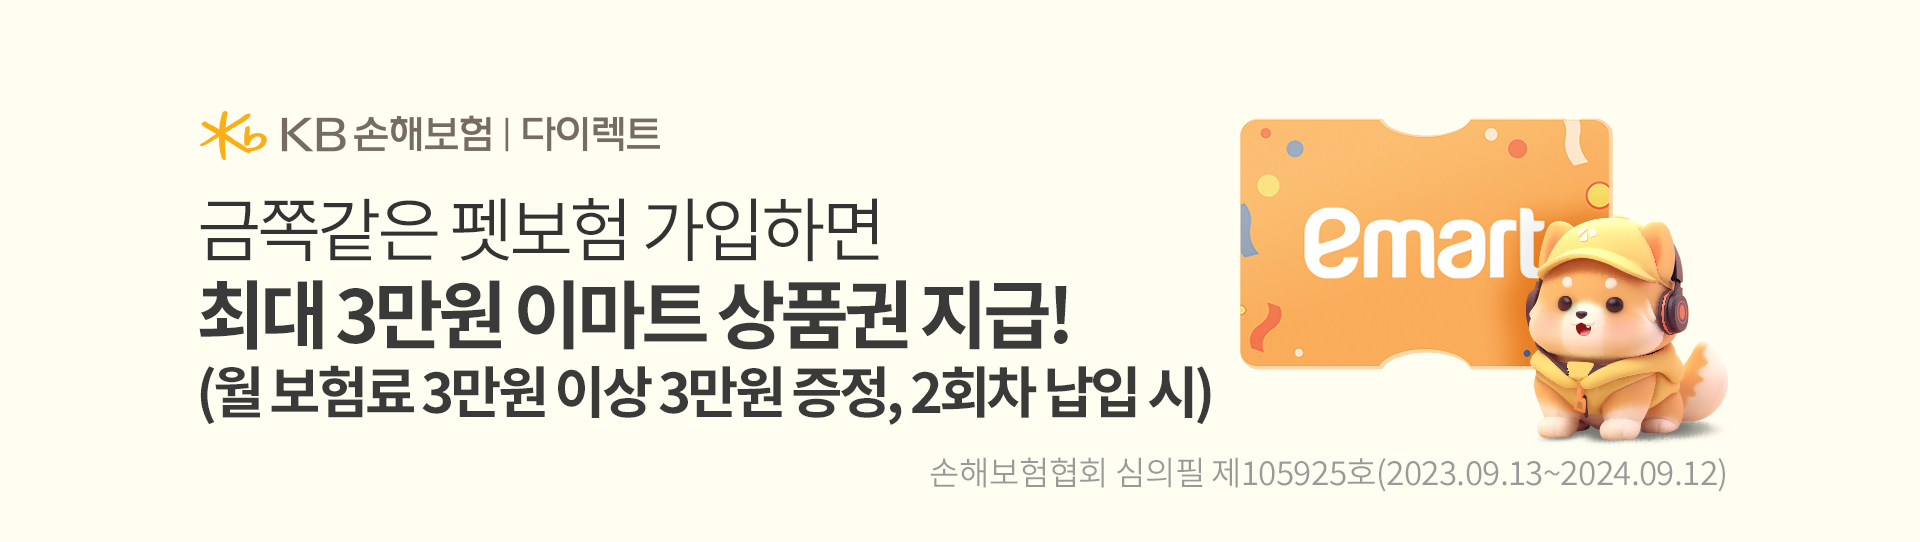 Kb KB손해보험 | 다이렉트
금쪽같은 펫보험 가입하면
최대 3만원 이마트 상품권 지급!
(월 보험료 3만원 이상 3만원 증정, 2회차 납입 시)
emart
손해보험협회 심의필 제105925호(2023.09.13~2024.09.12)